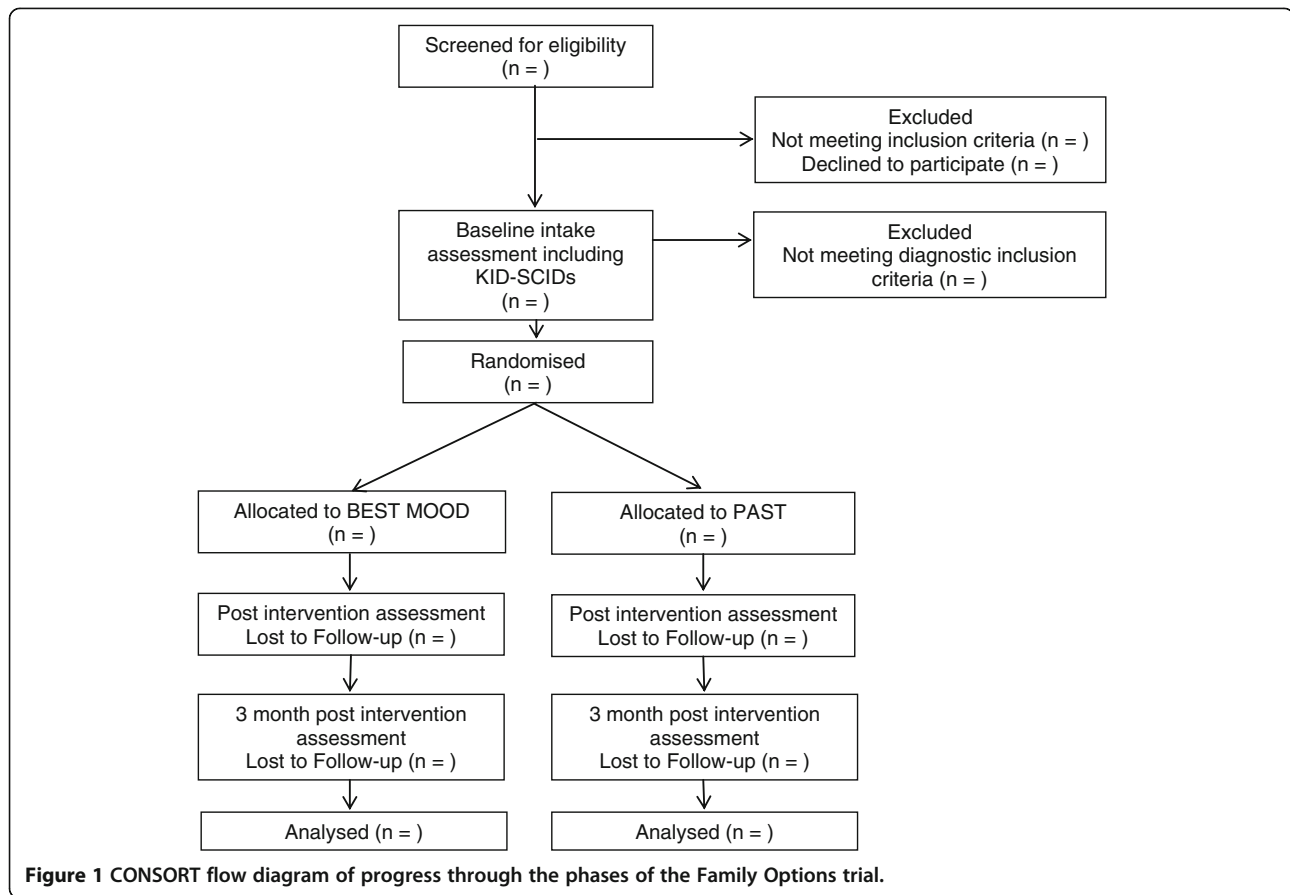 Screened for eligibility
(n = )
Excluded
Not meeting inclusion criteria (n = )
Declined to participate (n = )
Baseline intake
assessment including
KID-SCIDs
(n = )
Excluded
Not meeting diagnostic inclusion
criteria (n = )
Randomised
(n = )
Allocated to BEST MOOD
(n = )
Allocated to PAST
(n = )
Post intervention assessment
Lost to Follow-up (n = )
Post intervention assessment
Lost to Follow-up (n = )
3 month post intervention
assessment
Lost to Follow-up (n = )
3 month post intervention
assessment
Lost to Follow-up (n = )
Analysed (n = )
Analysed (n = )
Figure 1 CONSORT flow diagram of progress through the phases of the Family Options trial.